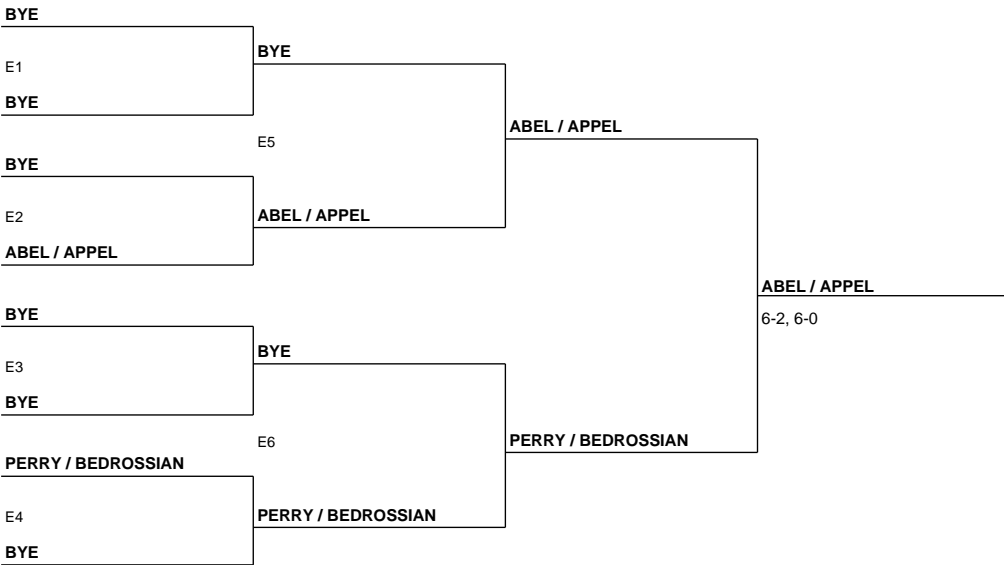 BYE
E1
BYE
BYE
E2
ABEL / APPEL
BYE
E3
BYE
PERRY / BEDROSSIAN
E4
BYE
BYE
E5
ABEL / APPEL
BYE
E6
PERRY / BEDROSSIAN
ABEL / APPEL
PERRY / BEDROSSIAN
ABEL / APPEL
6-2, 6-0